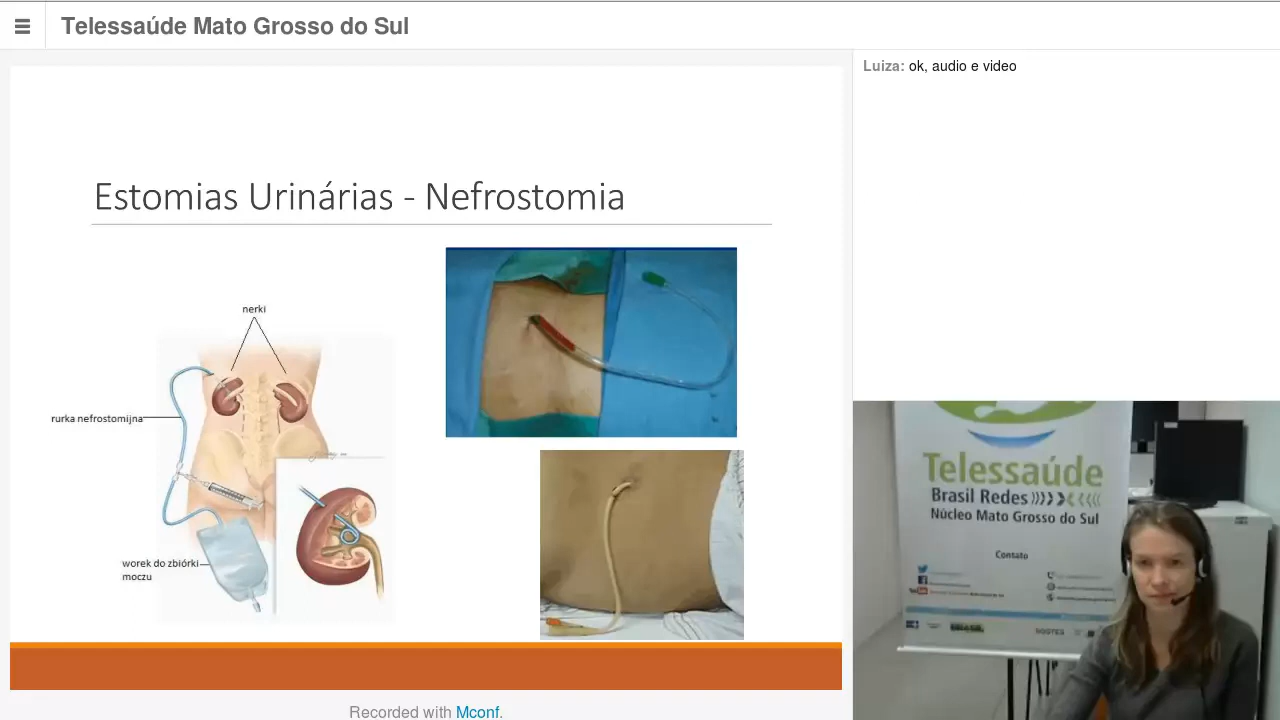 Telessaúde Mato Grosso do Sul
Luiza: ok, audio e video
Estomias Urinárias - Nefrostomia
nerki
rurka nefrostomijna
worek do zbiórki
moczu
Telessaúde
Brasil Redes
Núcleo Mato Grosso do Sul
Contato
Recorded with Mconf.